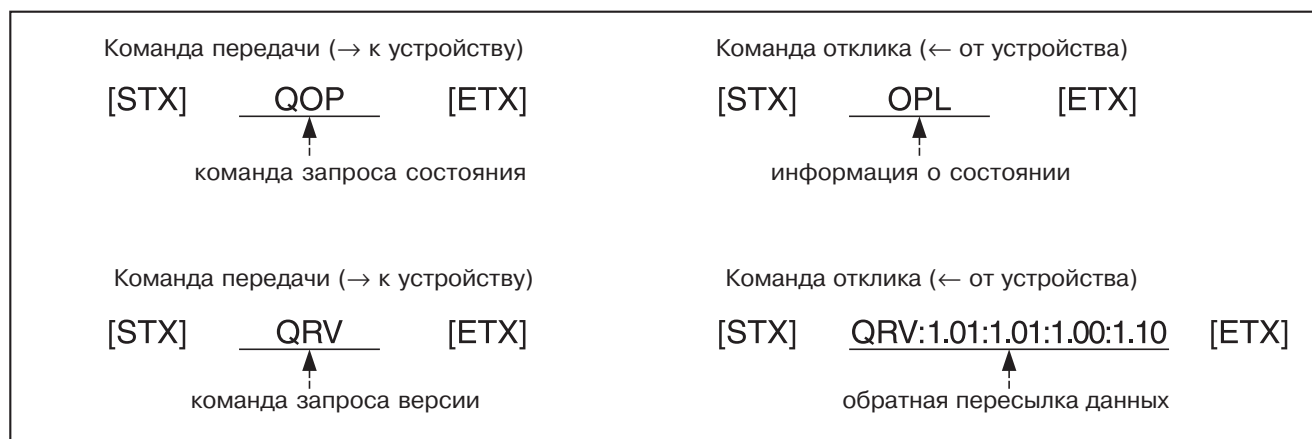 Команда передачи (→ к устройству)
[STX] QOP [ETX]
команда запроса состояния
Команда отклика (← от устройства)
[STX] OPL [ETX]
информация о состоянии
Команда передачи (→ к устройству)
[STX] QRV [ETX]
команда запроса версии
Команда отклика (← от устройства)
[STX] QRV:1.01:1.01:1.00:1.10 [ETX]
обратная пересылка данных